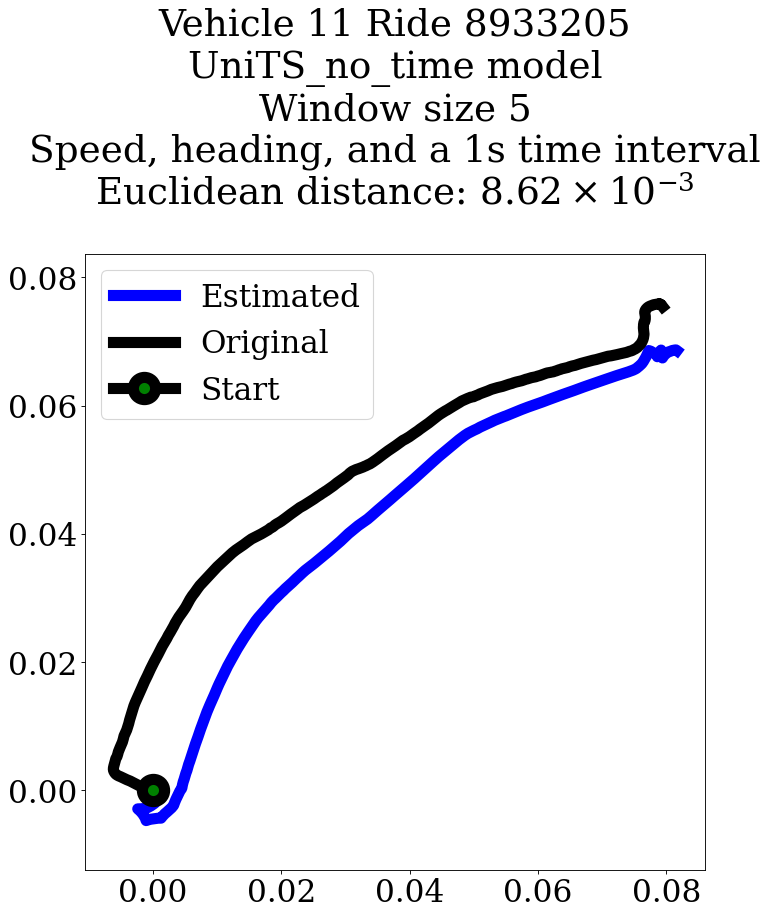 Vehicle 11 Ride 8933205
UniTS_no_time model
Window size 5
Speed, heading, and a 1s time interval
Euclidean distance: 8.62 × 10⁻³
Estimated
Original
Start
0.08
0.06
0.04
0.02
0.00
0.00 0.02 0.04 0.06 0.08